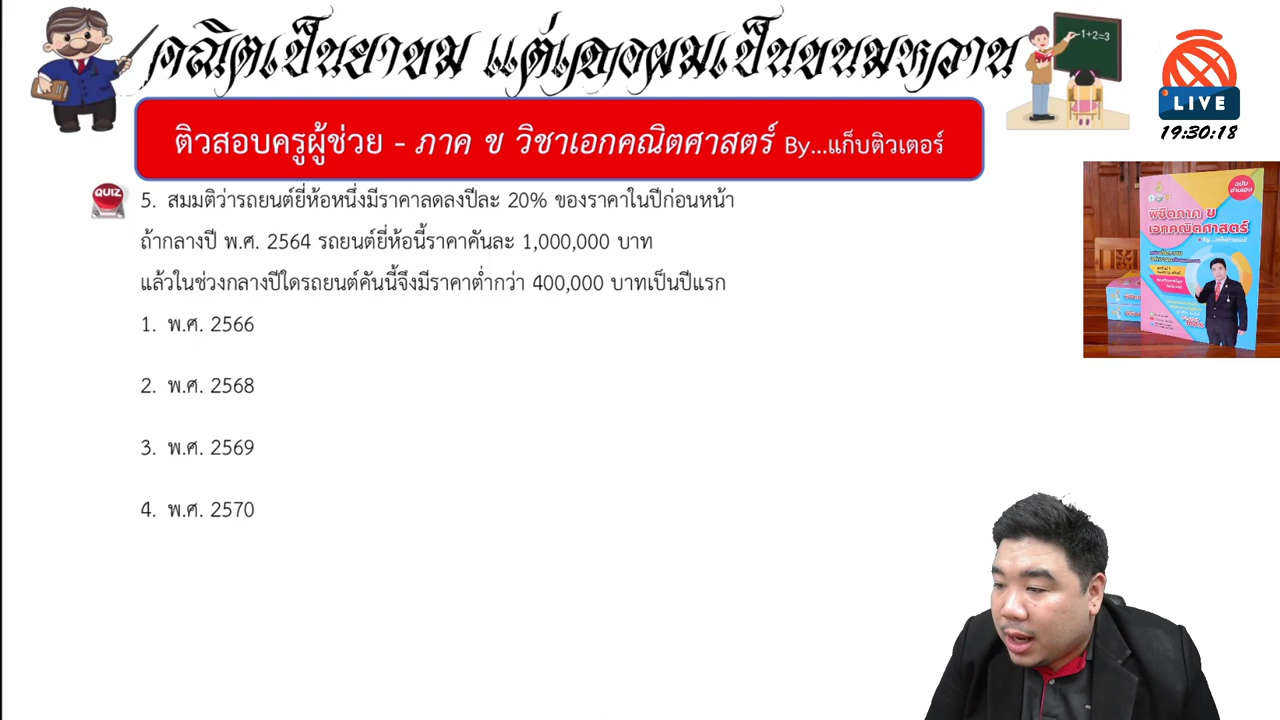 คณิตเป็นยาขม แต่เธอผมเป็นขนมหวาน
-1+2=3
LIVE
19:30:18
ติวสอบครูผู้ช่วย - ภาค ข วิชาเอกคณิตศาสตร์ By...แก็บติวเตอร์
QUIZ
5. สมมติว่ารถยนต์ยี่ห้อหนึ่งมีราคาลดลงปีละ 20% ของราคาในปีก่อนหน้า
ถ้ากลางปี พ.ศ. 2564 รถยนต์ยี่ห้อนี้ราคาคันละ 1,000,000 บาท
แล้วในช่วงกลางปีใดรถยนต์คันนี้จึงมีราคาต่ำกว่า 400,000 บาทเป็นปีแรก
1. พ.ศ. 2566
2. พ.ศ. 2568
3. พ.ศ. 2569
4. พ.ศ. 2570
ฉบับ
อ่านเอง
พิชิตภาค ข
เอกคณิตศาสตร์